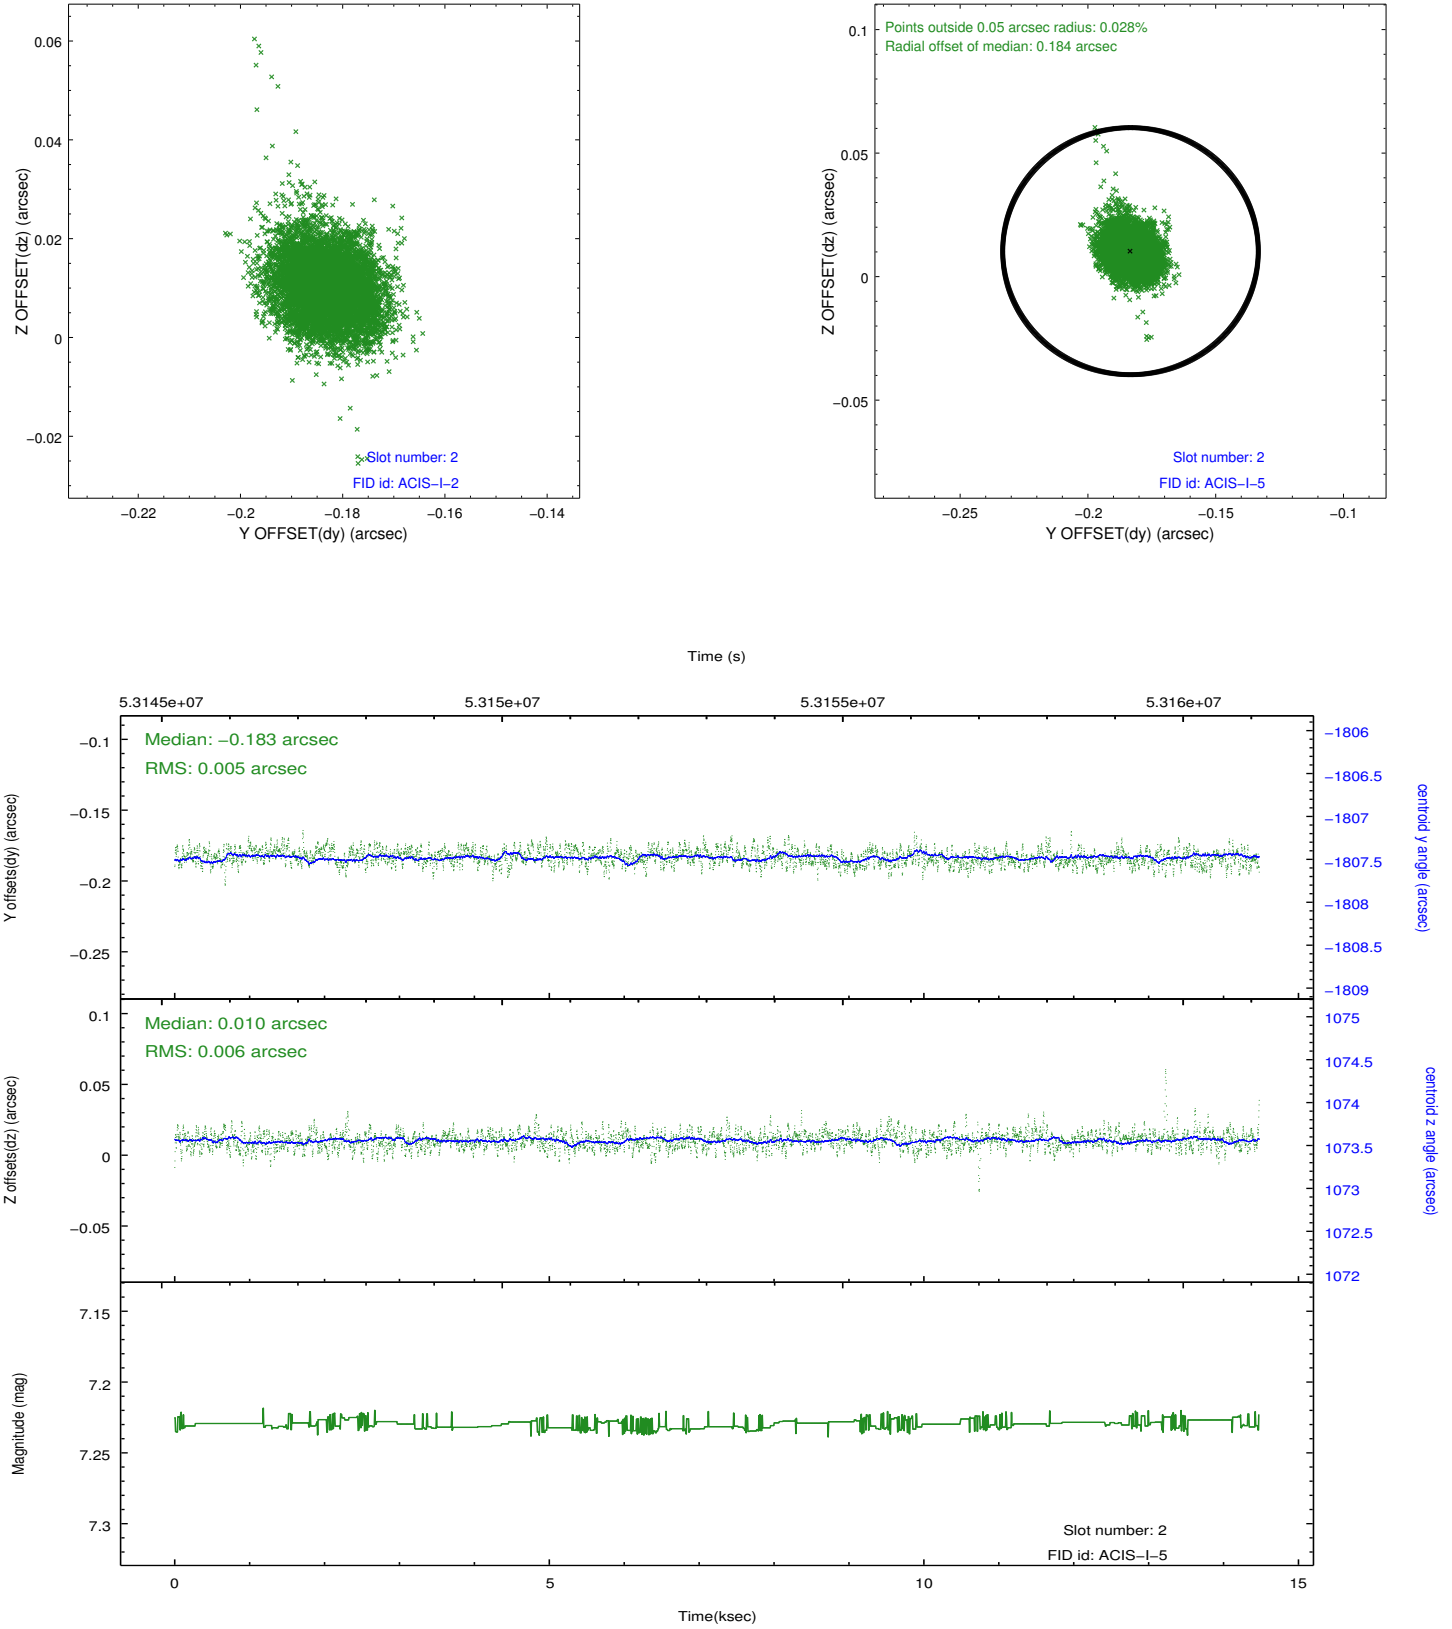 0.06
0.04
0.02
0
−0.02
Z OFFSET(dz) (arcsec)
Slot number: 2
FID id: ACIS−I−2
−0.22
−0.2
−0.18
−0.16
−0.14
Y OFFSET(dy) (arcsec)
Points outside 0.05 arcsec radius: 0.028%
Radial offset of median: 0.184 arcsec
0.1
0.05
0
−0.05
Z OFFSET(dz) (arcsec)
Slot number: 2
FID id: ACIS−I−5
−0.25
−0.2
−0.15
−0.1
Y OFFSET(dy) (arcsec)
Time (s)
5.3145e+07
5.315e+07
5.3155e+07
5.316e+07
Median: −0.183 arcsec
RMS: 0.005 arcsec
−0.1
−0.15
−0.2
−0.25
Y offsets(dy) (arcsec)
−1806
−1806.5
−1807
−1807.5
−1808
−1808.5
−1809
centroid y angle (arcsec)
Median: 0.010 arcsec
RMS: 0.006 arcsec
0.1
0.05
0
−0.05
Z offsets(dz) (arcsec)
1075
1074.5
1074
1073.5
1073
1072.5
1072
centroid z angle (arcsec)
7.15
7.2
7.25
7.3
Magnitude (mag)
Slot number: 2
FID id: ACIS−I−5
0
5
10
15
Time(ksec)